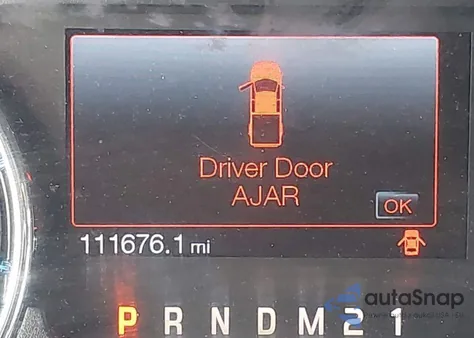 Driver Door
AJAR
OK
111676.1 mi
P R N D M 2 1
autoSnap